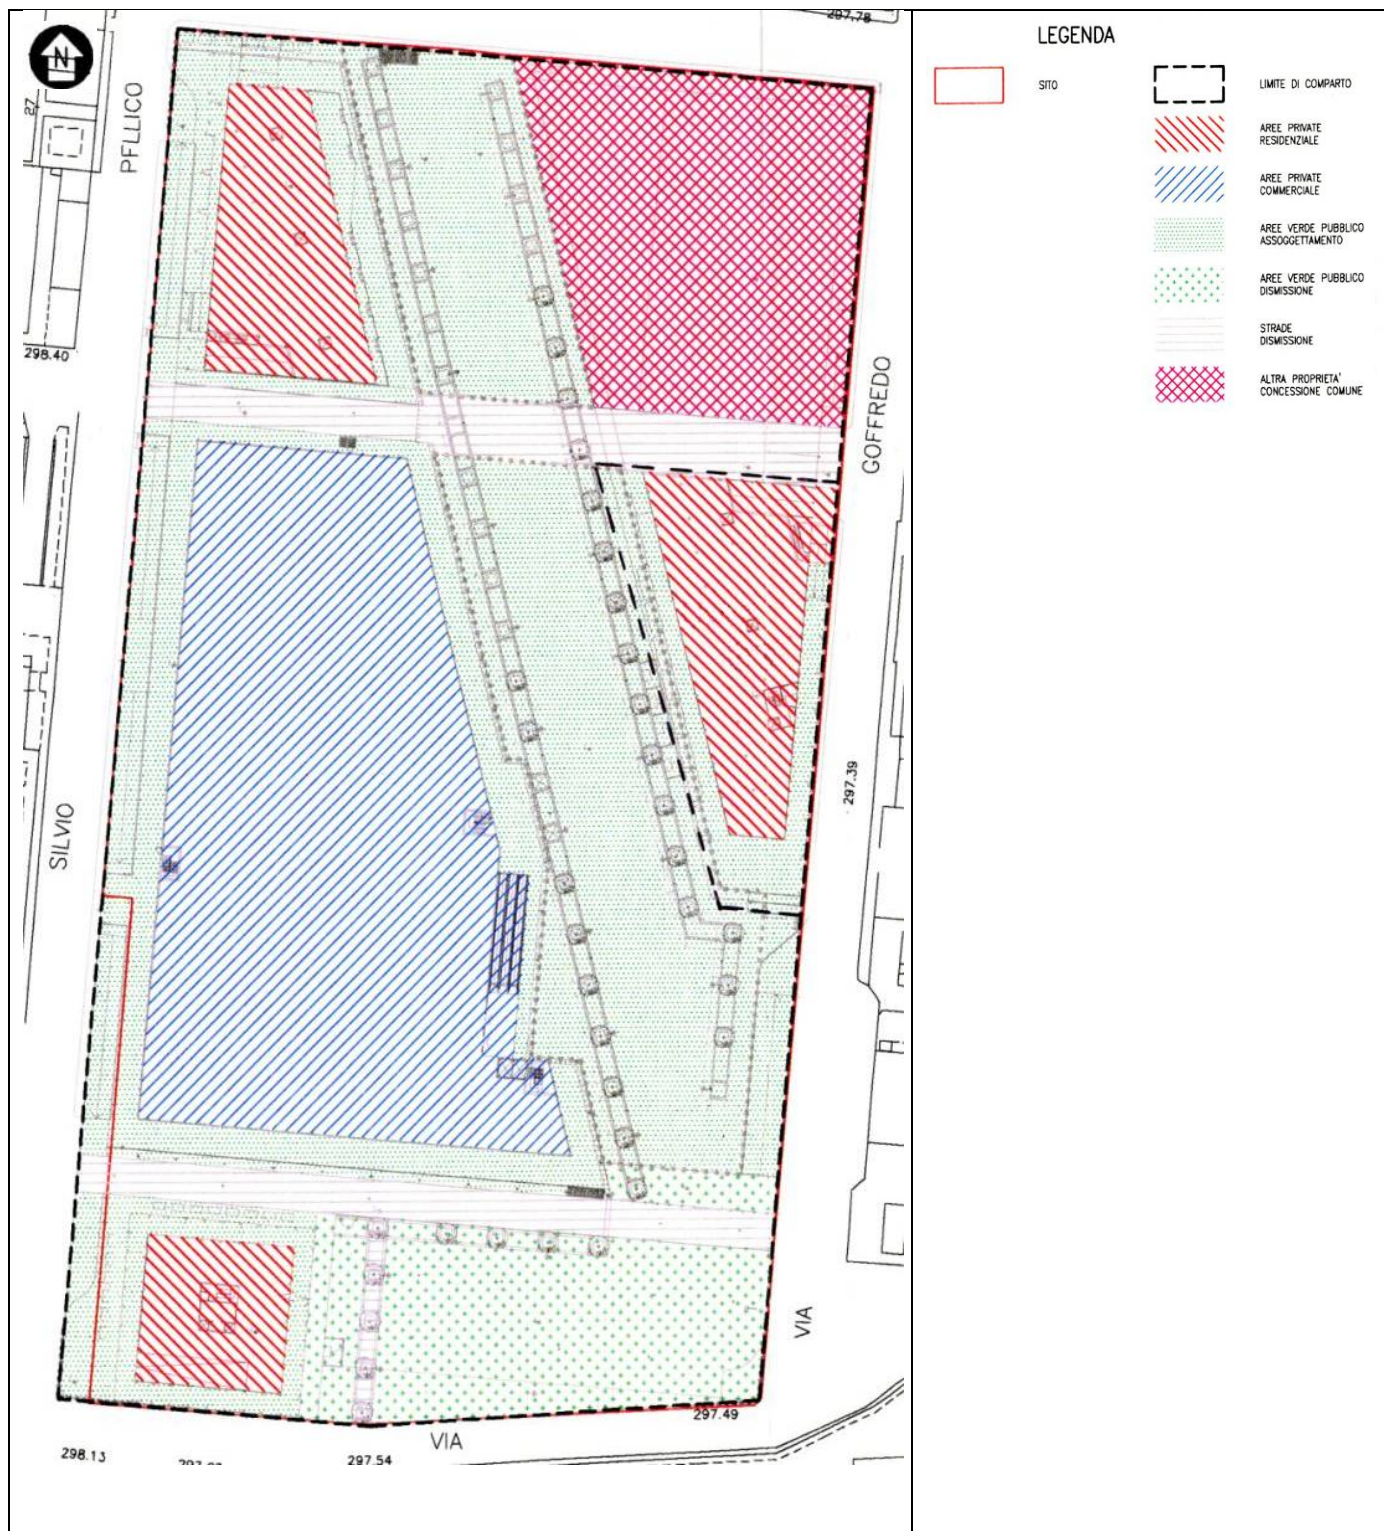 N
297.78
PELLICO
27
298.40
GOFFREDO
SILVIO
297.39
VIA
297.49
VIA
298.13
297.54
LEGENDA
SITO
LIMITE DI COMPARTO
AREE PRIVATE
RESIDENZIALE
AREE PRIVATE
COMMERCIALE
AREE VERDE PUBBLICO
ASSOGGETTAMENTO
AREE VERDE PUBBLICO
DISMISSIONE
STRADE
DISMISSIONE
ALTRA PROPRIETA'
CONCESSIONE COMUNE